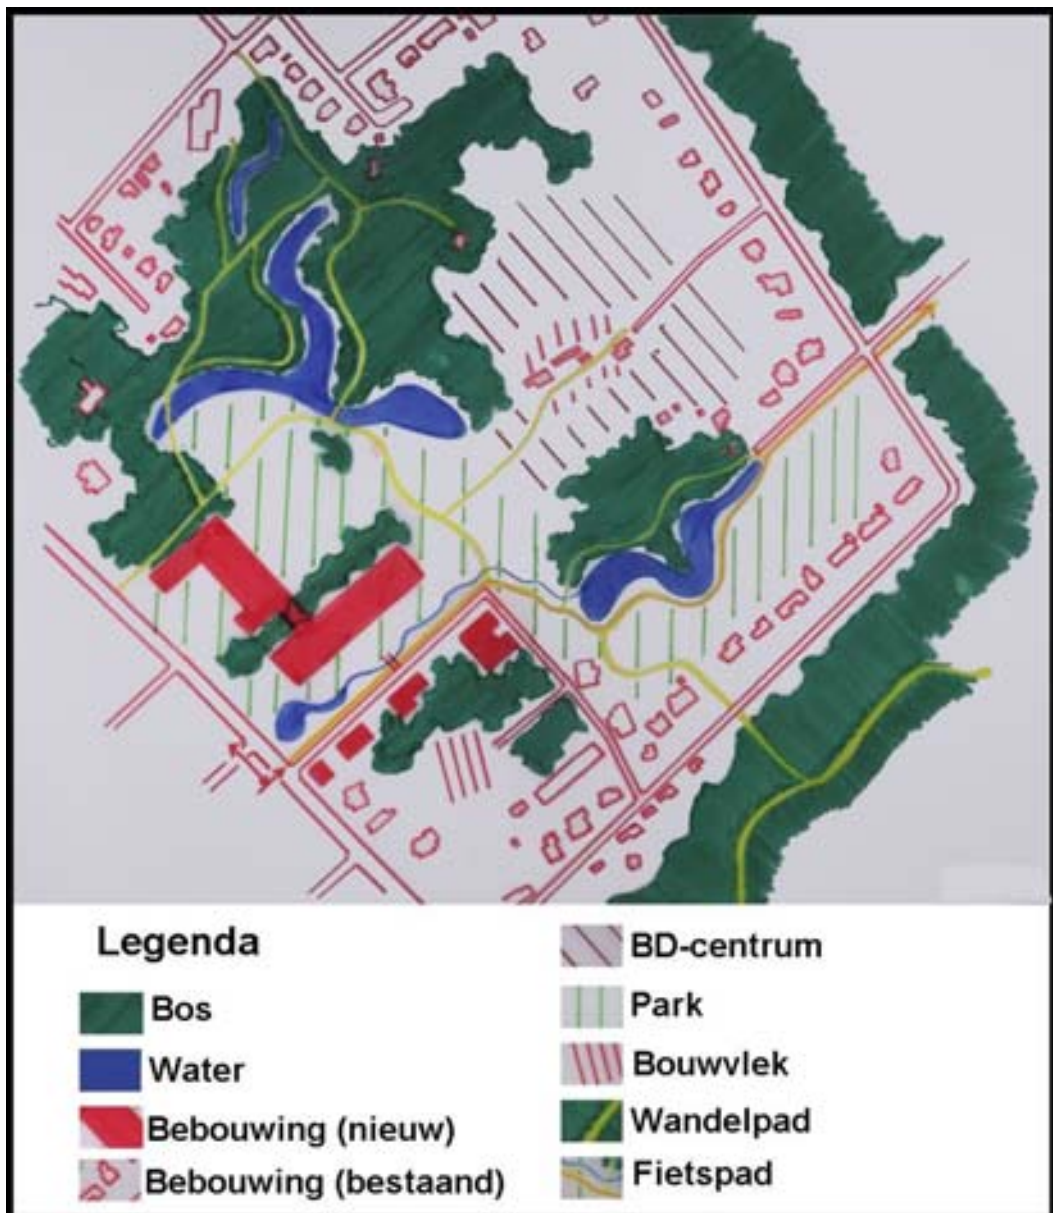 Legenda
Bos
Water
Bebouwing (nieuw)
Bebouwing (bestaand)
BD-centrum
Park
Bouwvlek
Wandelpad
Fietspad